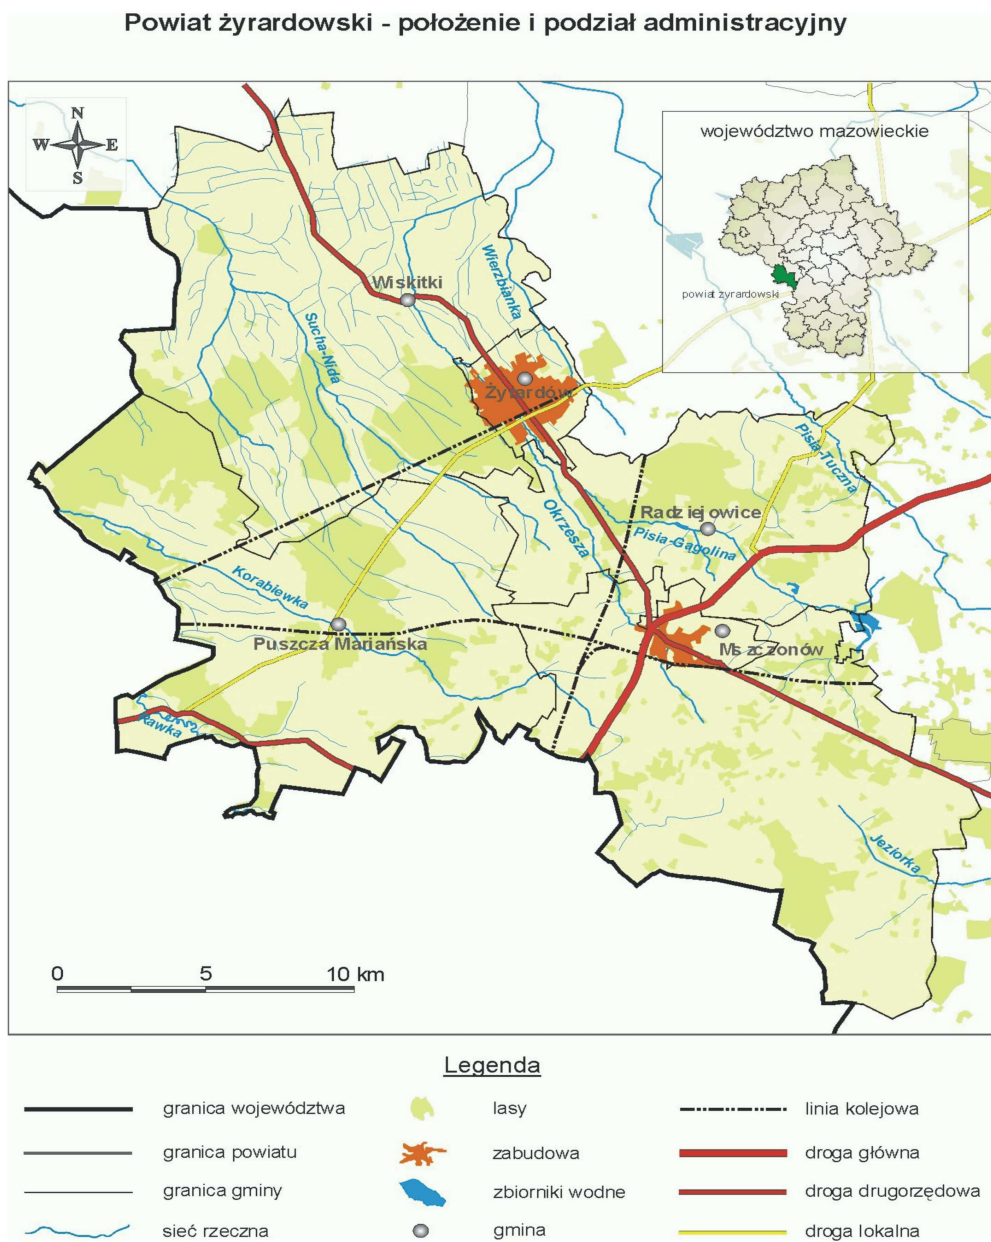 Powiat żyrardowski - położenie i podział administracyjny
N
W E
S
województwo mazowieckie
powiat żyrardowski
Wiskitki
Wierzbianka
Sucha-Nida
Żyrardów
Pisia-Tuczna
Radziejowice
Okrzesza
Pisia-Gągolina
Korabiewka
Puszcza Mariańska
Mszczonów
Rawka
Jeziorka
0 5 10 km
Legenda
granica województwa
granica powiatu
granica gminy
sieć rzeczna
lasy
zabudowa
zbiorniki wodne
gmina
linia kolejowa
droga główna
droga drugorzędowa
droga lokalna